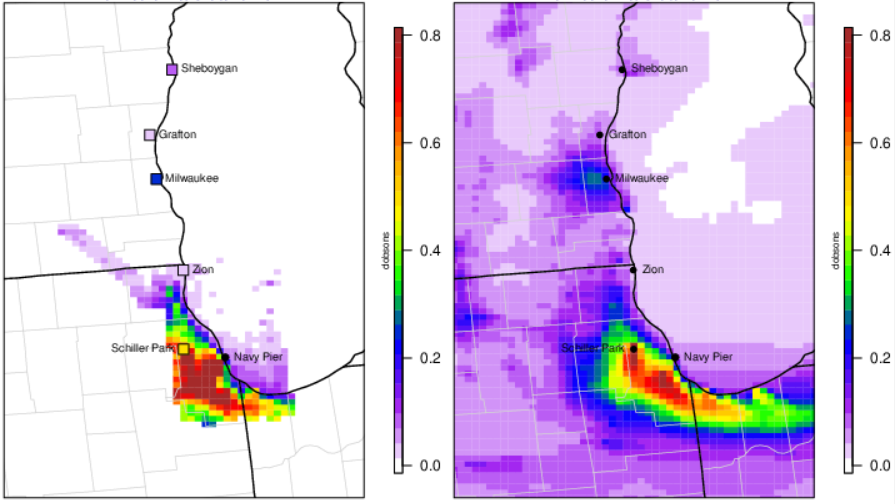 Sheboygan
Grafton
Milwaukee
Zion
Schiller Park
Navy Pier
dobsons
0.8
0.6
0.4
0.2
0.0
Sheboygan
Grafton
Milwaukee
Zion
Schiller Park
Navy Pier
dobsons
0.8
0.6
0.4
0.2
0.0